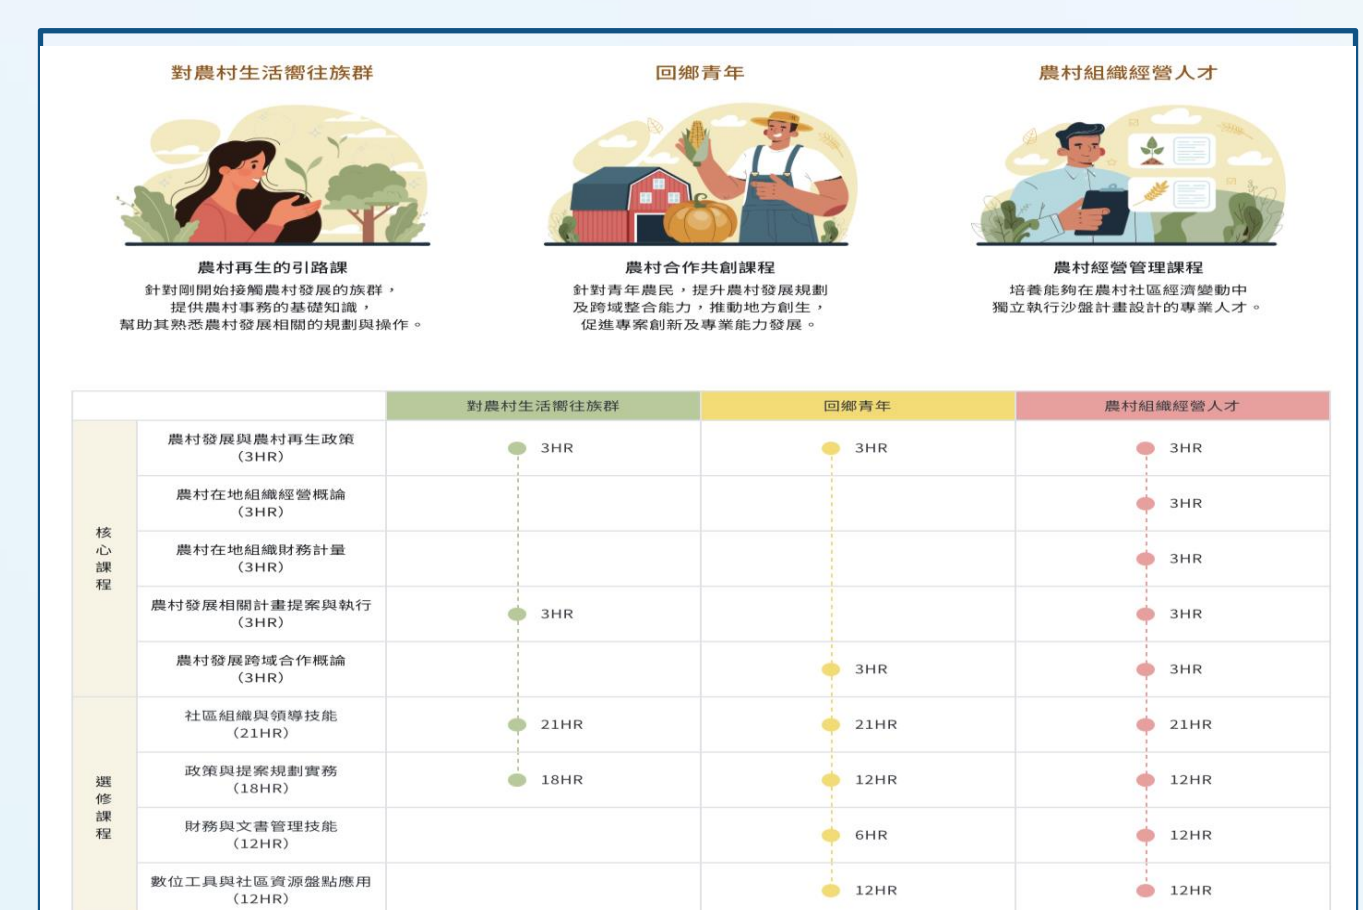 對農村生活嚮往族群
回鄉青年
農村組織經營人才
農村再生的引路課
針對剛開始接觸農村發展的族群，
提供農村事務的基礎知識，
幫助其熟悉農村發展相關的規劃與操作。
農村合作共創課程
針對青年農民，提升農村發展規劃
及跨域整合能力，推動地方創生，
促進專案創新及專業能力發展。
農村經營管理課程
培養能夠在農村社區經濟變動中
獨立執行沙盤計畫設計的專業人才。
對農村生活嚮往族群 回鄉青年 農村組織經營人才
核心課程
農村發展與農村再生政策
（3HR）
3HR 3HR 3HR
農村在地組織經營概論
（3HR）
3HR
農村在地組織財務計量
（3HR）
3HR
農村發展相關計畫提案與執行
（3HR）
3HR 3HR
農村發展跨域合作概論
（3HR）
3HR 3HR
選修課程
社區組織與領導技能
（21HR）
21HR 21HR 21HR
政策與提案規劃實務
（18HR）
18HR 12HR 12HR
財務與文書管理技能
（12HR）
6HR 12HR
數位工具與社區資源盤點應用
（12HR）
12HR 12HR